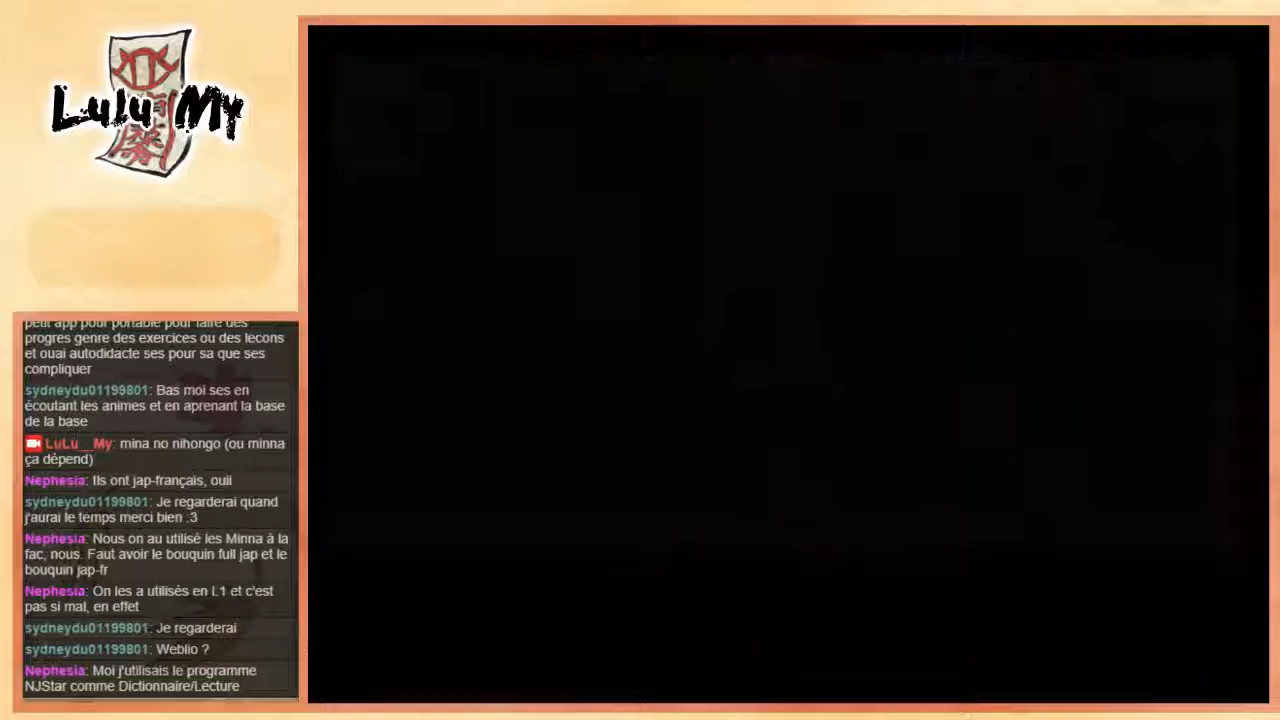 LuLu My
petit app pour portable pour faire des
progres genre des exercices ou des lecons
et ouai autodidacte ses pour sa que ses
compliquer
sydneydu01199801: Bas moi ses en
écoutant les animes et en aprenant la base
de la base
LuLu__My: mina no nihongo (ou minna
ça dépend)
Nephesia: Ils ont jap-français, ouii
sydneydu01199801: Je regarderai quand
j'aurai le temps merci bien :3
Nephesia: Nous on au utilisé les Minna à la
fac, nous. Faut avoir le bouquin full jap et le
bouquin jap-fr
Nephesia: On les a utilisés en L1 et c'est
pas si mal, en effet
sydneydu01199801: Je regarderai
sydneydu01199801: Weblio ?
Nephesia: Moi j'utilisais le programme
NJStar comme Dictionnaire/Lecture